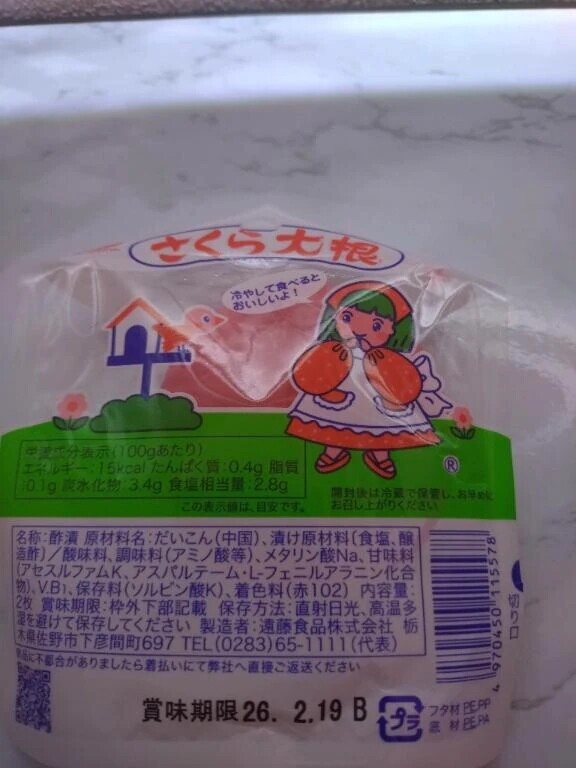 さくら大根
冷やして食べると
おいしいよ!
®
栄養成分表示(100gあたり)
エネルギー:15kcal たんぱく質:0.4g 脂質
:0.1g 炭水化物:3.4g 食塩相当量:2.8g
この表示値は、目安です。
開封後は冷蔵で保管し、お早めに
お召し上がりください
名称:酢漬 原材料名:だいこん(中国)、漬け原材料〔食塩、醸
造酢〕/酸味料、調味料(アミノ酸等)、メタリン酸Na、甘味料
(アセスルファムK、アスパルテーム・L-フェニルアラニン化合
物)、V.B₁、保存料(ソルビン酸K)、着色料(赤102) 内容量:
2枚 賞味期限:枠外下部記載 保存方法:直射日光、高温多
湿を避けて保存してください 製造者:遠藤食品株式会社 栃
木県佐野市下彦間町697 TEL(0283)65-1111(代表)
商品に不都合がありましたら着払いにて弊社へ直接ご返送ください
4 970450 115578
切り口
賞味期限26. 2.19 B
プラ
フタ材 PE,PP
底 材 PE,PA